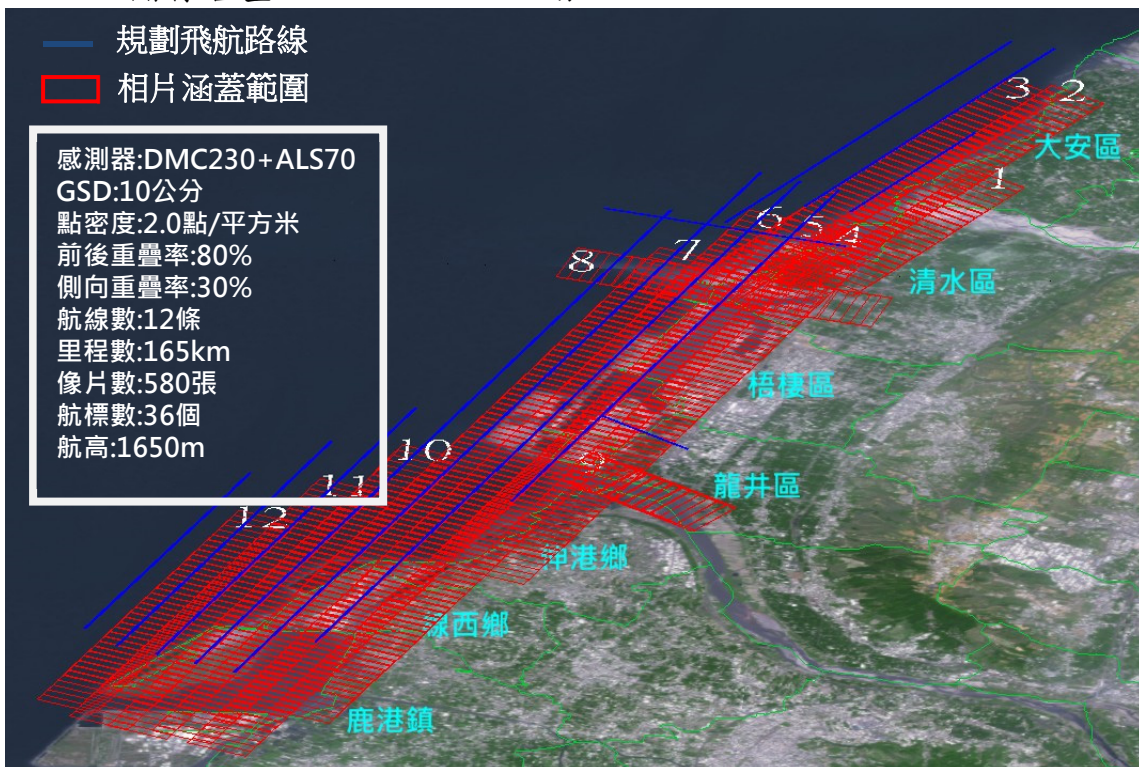 規劃飛航路線
相片涵蓋範圍
感測器:DMC230+ALS70
GSD:10公分
點密度:2.0點/平方米
前後重疊率:80%
側向重疊率:30%
航線數:12條
里程數:165km
像片數:580張
航標數:36個
航高:1650m
3 2
大安區
1
6 5 4
7
8
清水區
梧棲區
10
9
11
龍井區
12
伸港鄉
線西鄉
鹿港鎮